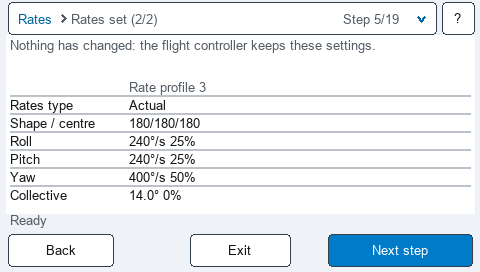 Rates > Rates set (2/2) Step 5/19 ?
Nothing has changed: the flight controller keeps these settings.
Rate profile 3
Rates type Actual
Shape / centre 180/180/180
Roll 240°/s 25%
Pitch 240°/s 25%
Yaw 400°/s 50%
Collective 14.0° 0%
Ready
Back Exit Next step